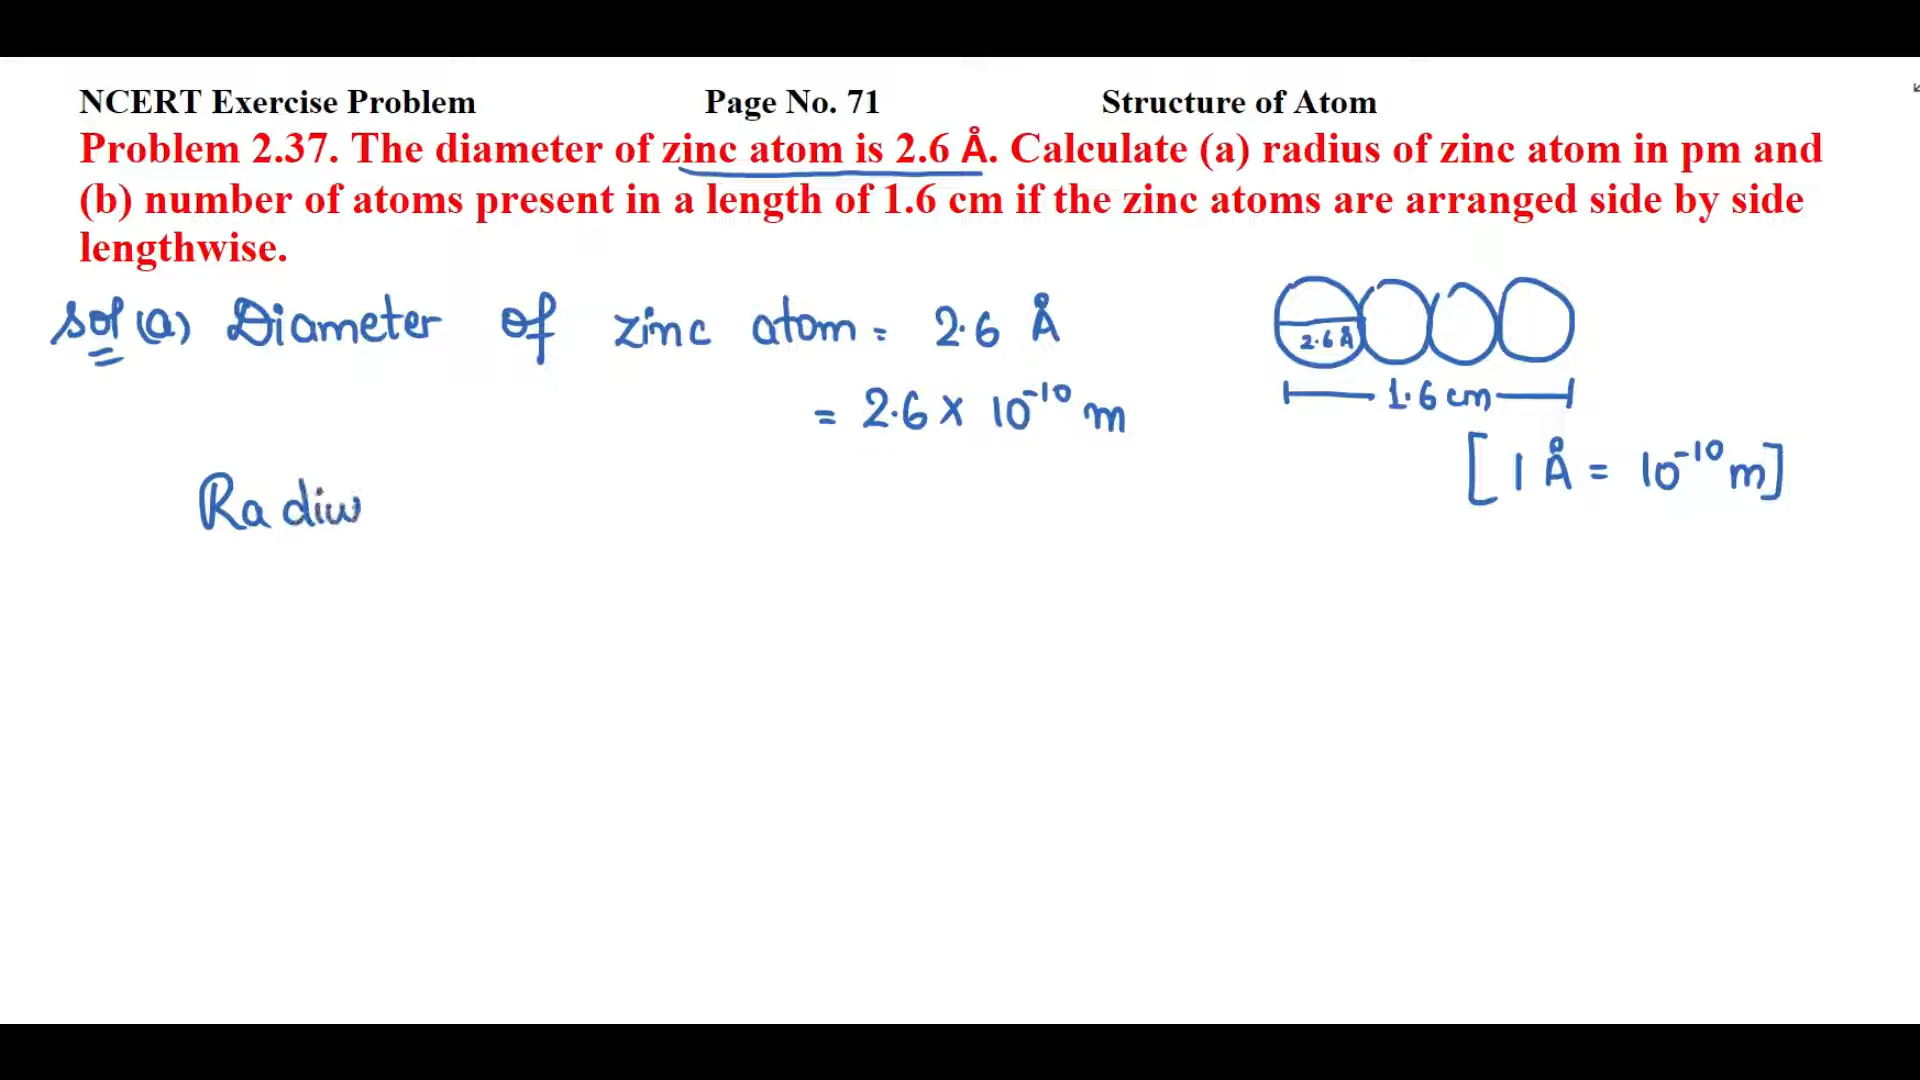 NCERT Exercise Problem Page No. 71 Structure of Atom
Problem 2.37. The diameter of zinc atom is 2.6 Å. Calculate (a) radius of zinc atom in pm and
(b) number of atoms present in a length of 1.6 cm if the zinc atoms are arranged side by side
lengthwise.
Sol (a) Diameter of zinc atom = 2.6 Å
= 2.6 × 10⁻¹⁰ m
Radiu
2.6 Å
1.6 cm
[1 Å = 10⁻¹⁰ m]